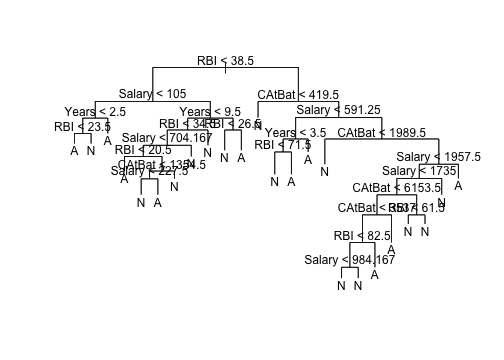 RBI < 38.5
Salary < 105
CAtBat < 419.5
Years < 2.5
Years < 9.5
N
Salary < 591.25
RBI < 23.5
A
RBI < 34.5
RBI < 26.5
Years < 3.5
CAtBat < 1989.5
A N
Salary < 704.167
N
N A
RBI < 71.5
A
N
Salary < 1957.5
RBI < 20.5
N
N A
Salary < 1735
A
CAtBat < 1354.5
A
Salary < 227.5
N
CAtBat < 6153.5
N
N A
CAtBat <
RBI < 61.5
RBI < 82.5
A
N N
Salary < 984.167
A
N N